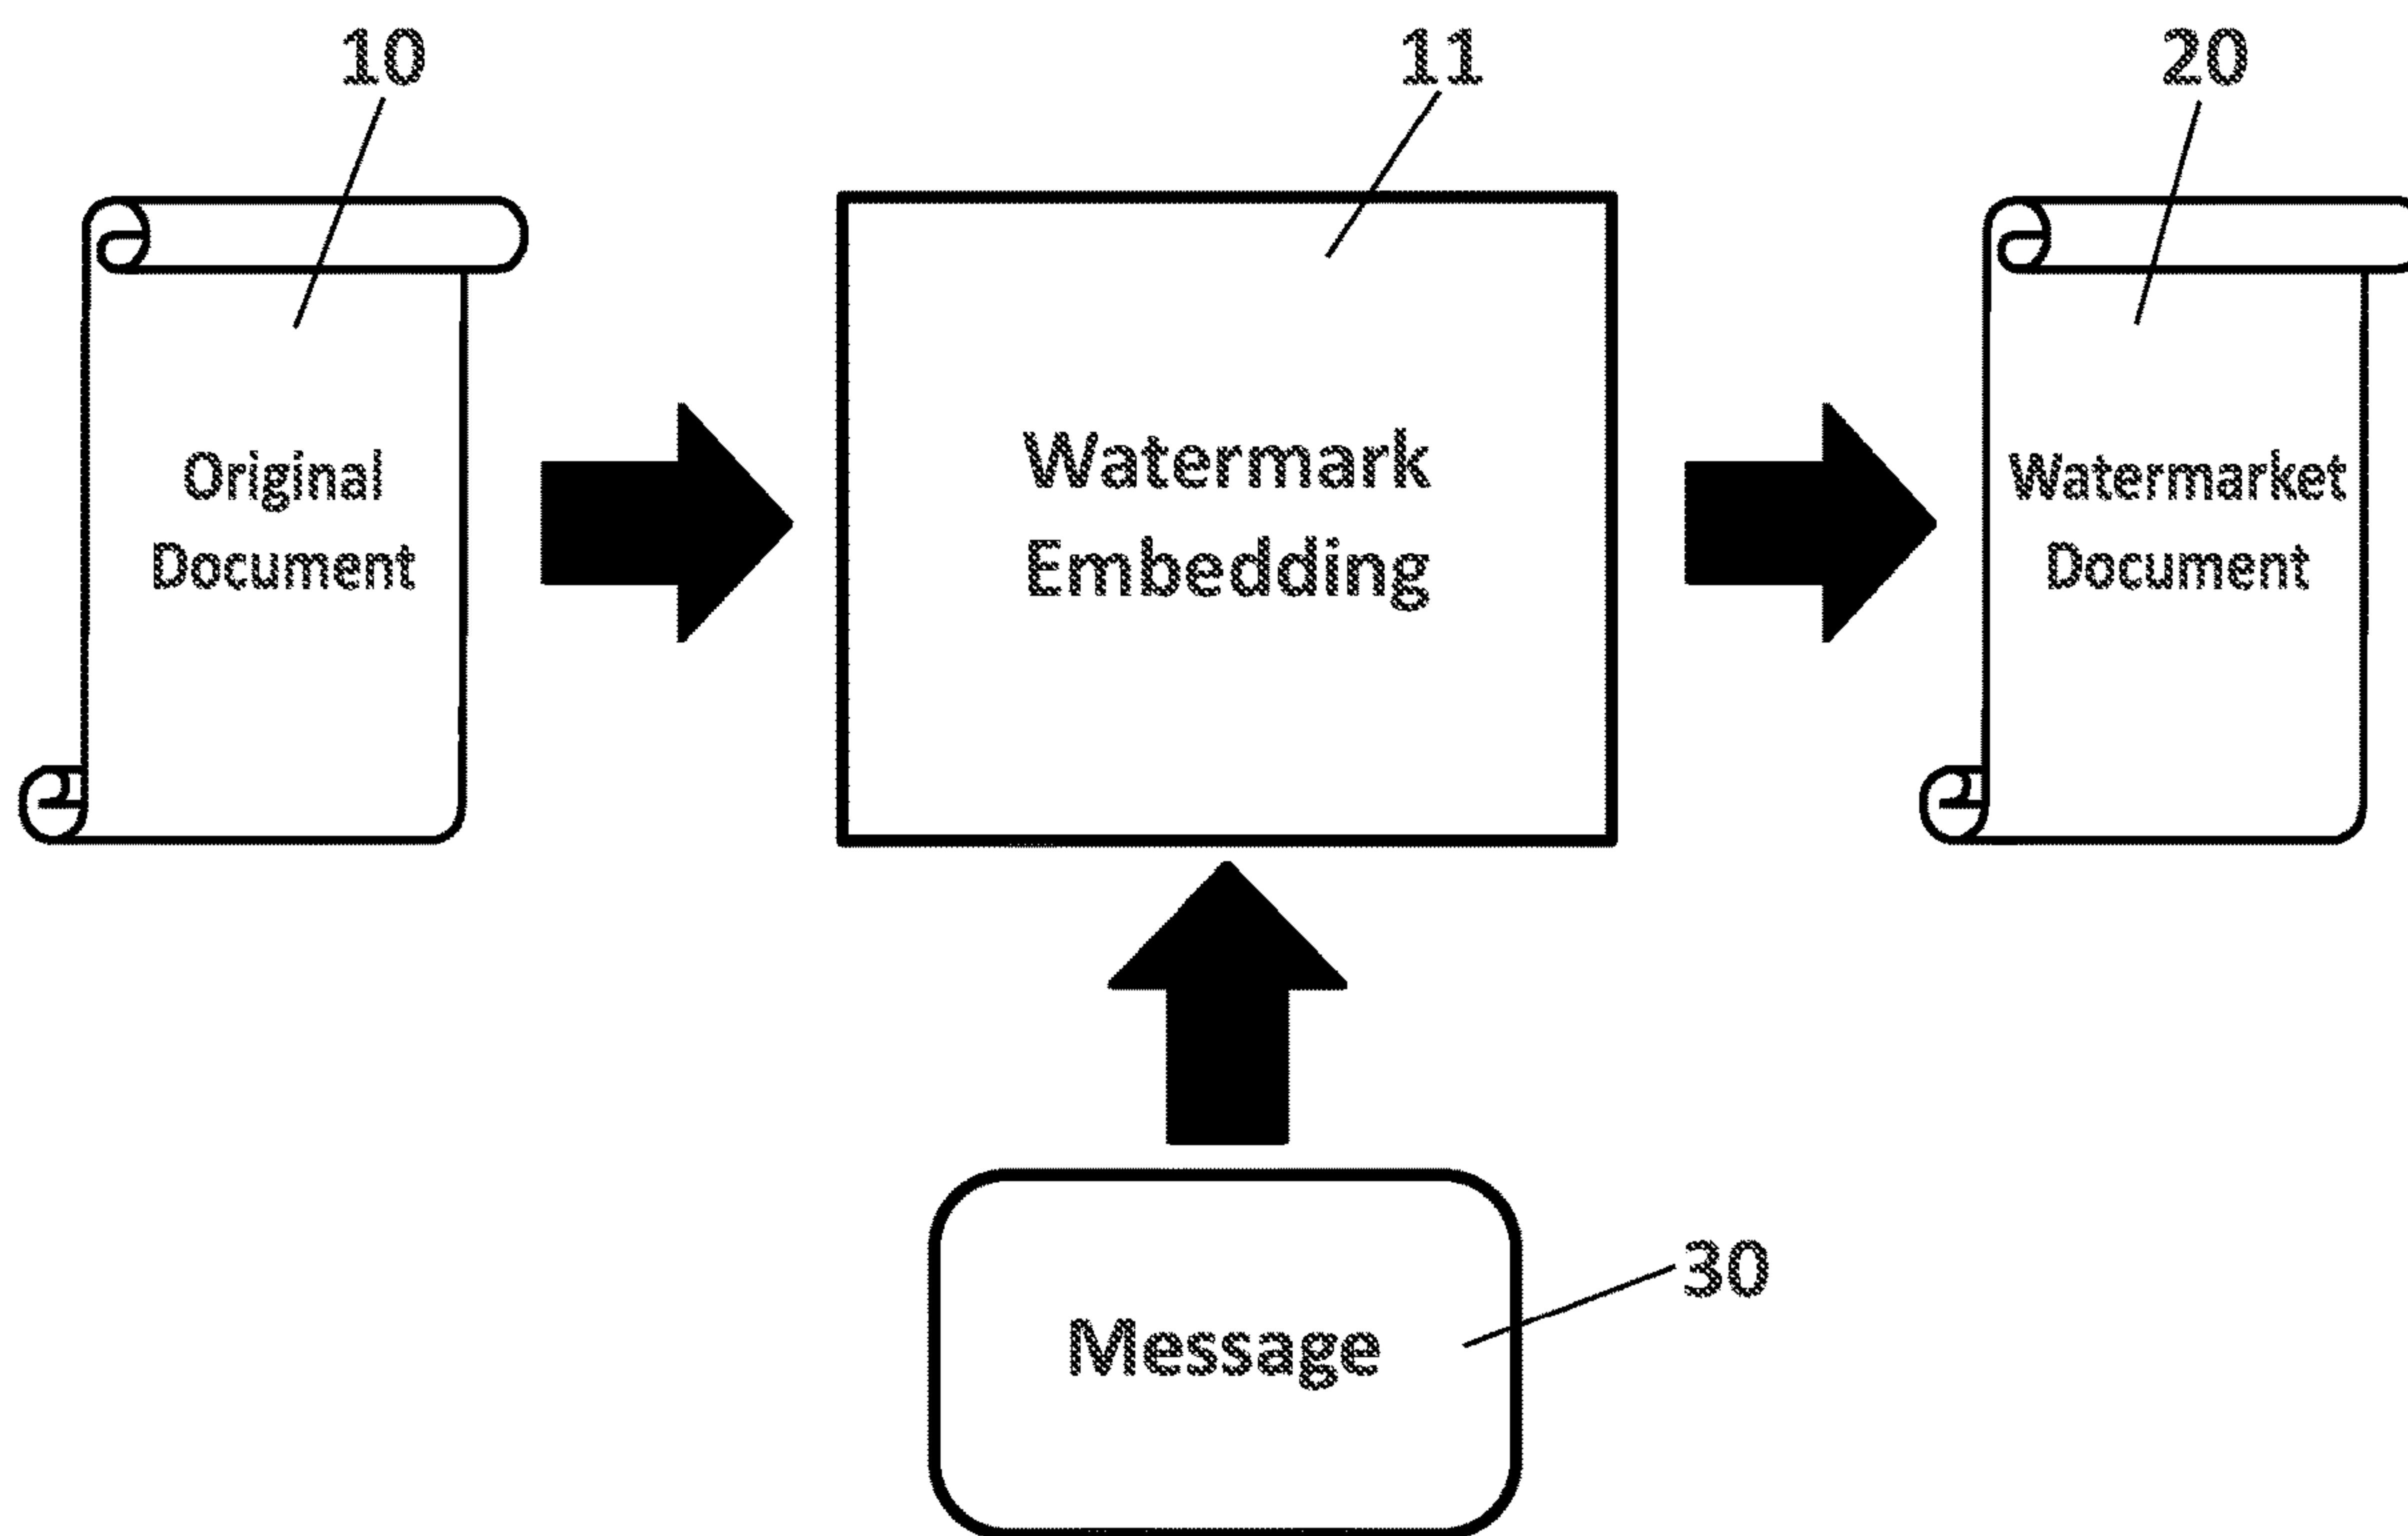 10
11
20
Original
Document
Watermark
Embedding
Watermarket
Document
30
Message